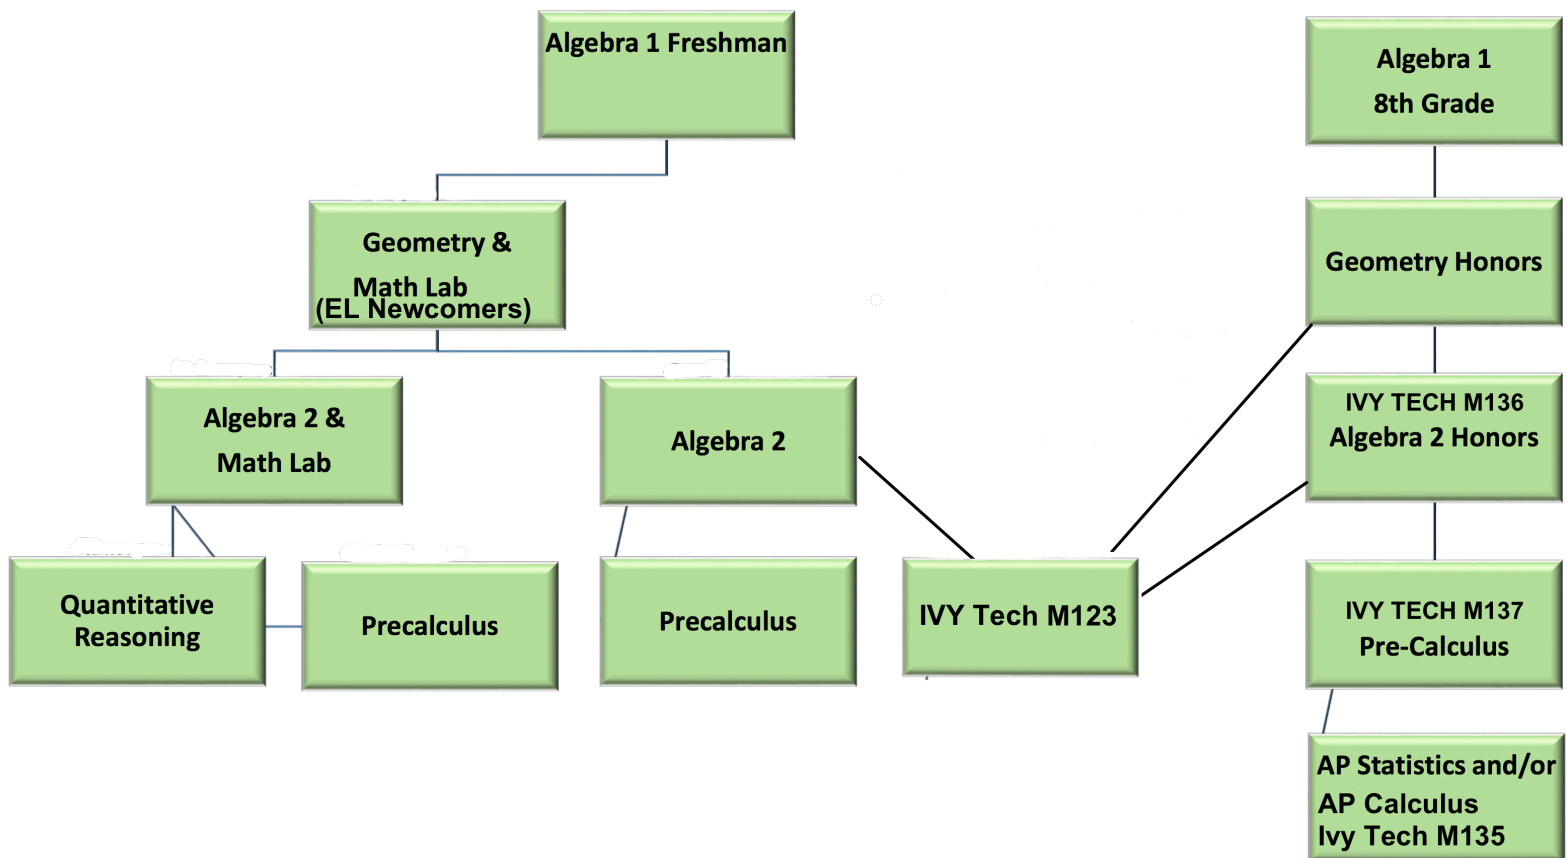 Algebra 1 Freshman
Algebra 1
8th Grade
Geometry &
Math Lab
(EL Newcomers)
Geometry Honors
Algebra 2 &
Math Lab
Algebra 2
IVY TECH M136
Algebra 2 Honors
Quantitative
Reasoning
Precalculus
Precalculus
IVY Tech M123
IVY TECH M137
Pre-Calculus
AP Statistics and/or
AP Calculus
Ivy Tech M135